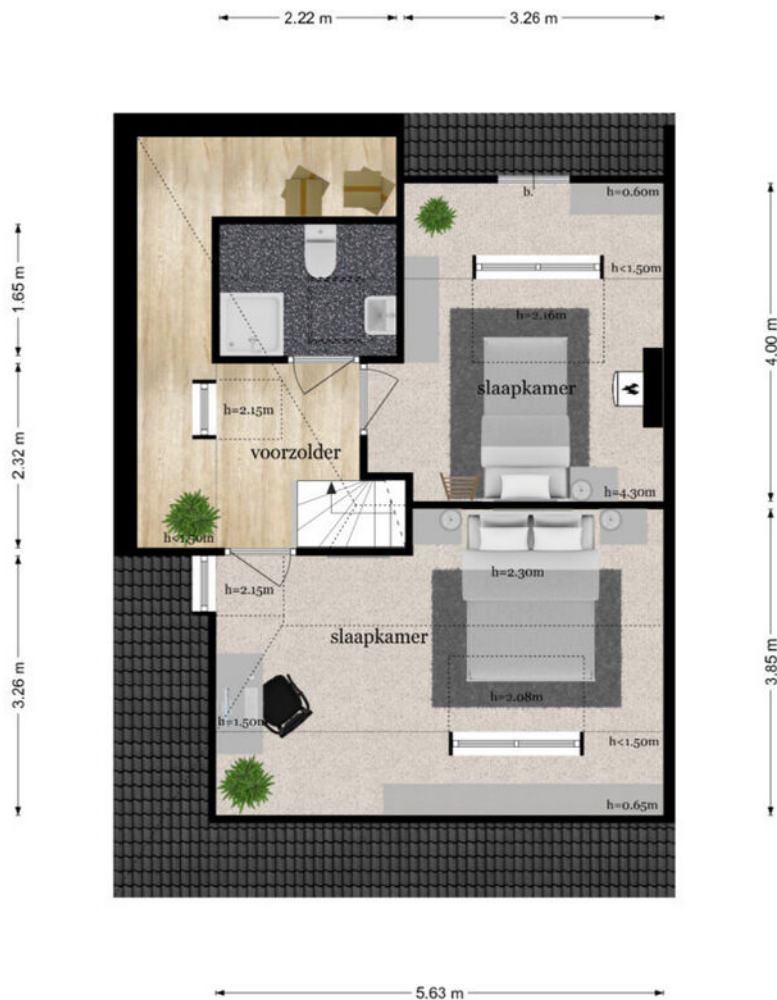 2.22 m
3.26 m
b.
h=0.60m
h<1.50m
1.65 m
h=2.16m
4.00 m
slaapkamer
h=2.15m
2.32 m
voorzolder
h=4.30m
h<1.50m
h=2.30m
h=2.15m
slaapkamer
3.26 m
3.85 m
h=2.08m
h=1.50m
h<1.50m
h=0.65m
5.63 m